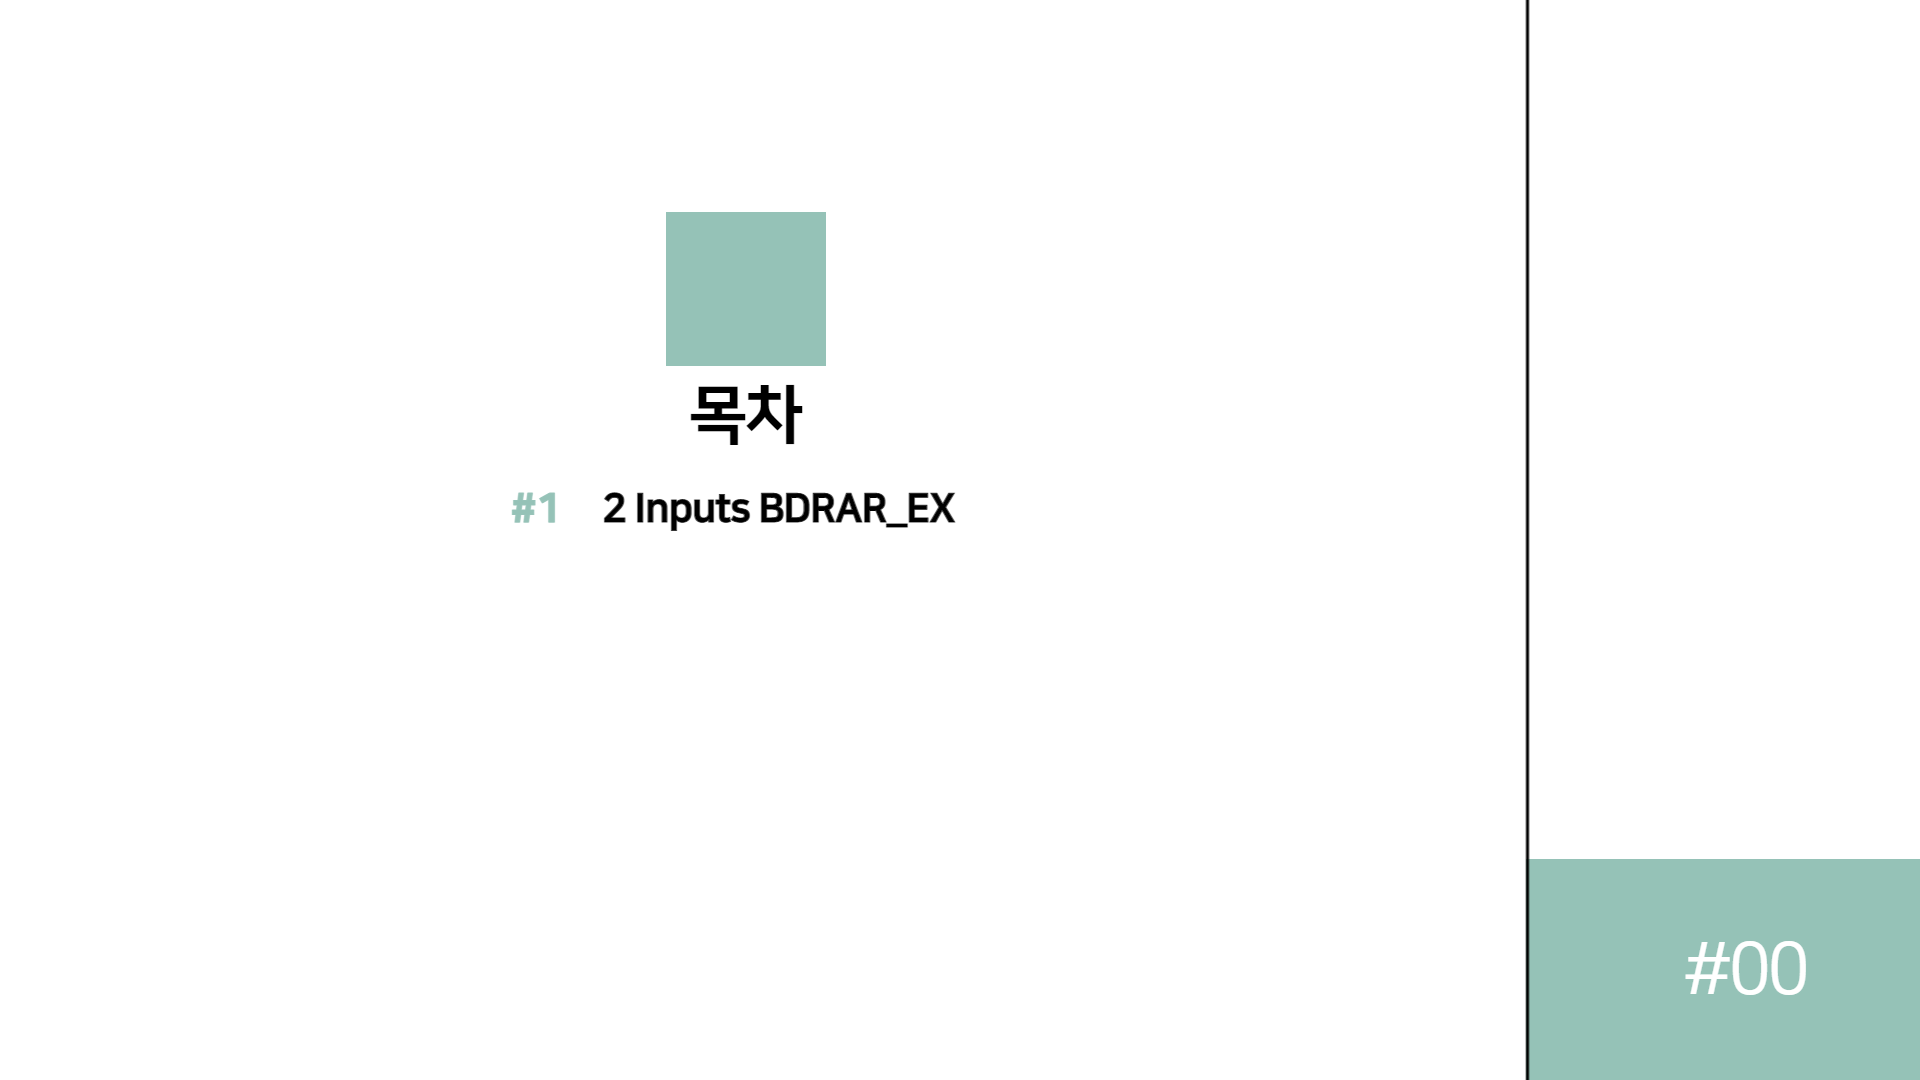 목차
#1 2 Inputs BDRAR_EX
#00